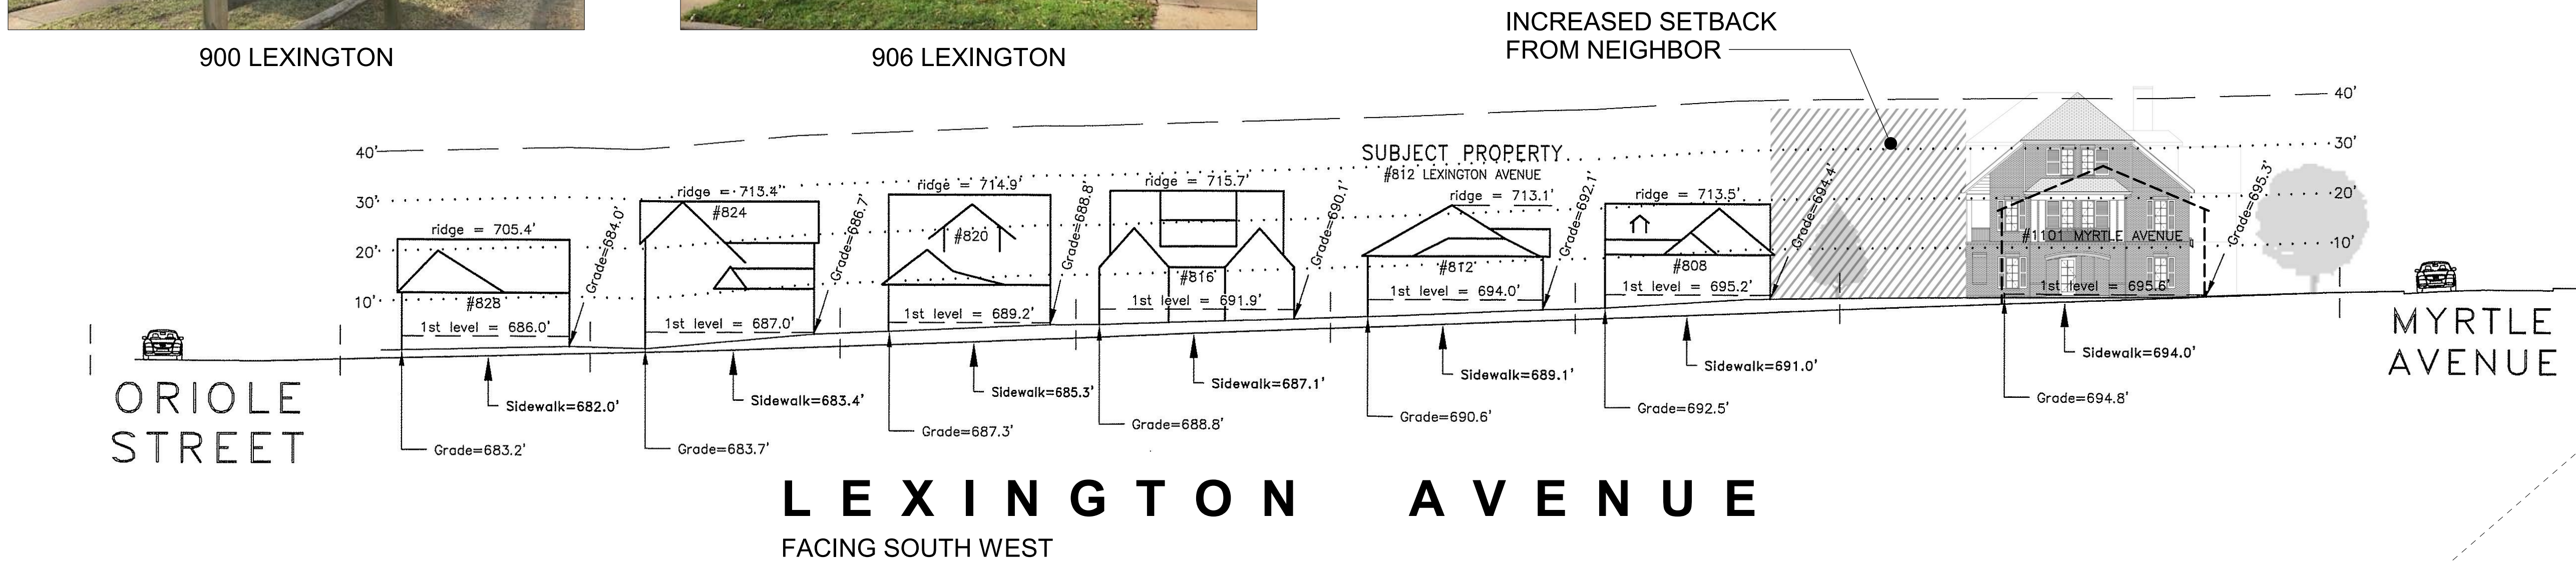 900 LEXINGTON
906 LEXINGTON
INCREASED SETBACK
FROM NEIGHBOR
40'
30'
20'
10'
40'
30'
20'
10'
SUBJECT PROPERTY
#812 LEXINGTON AVENUE
ridge = 705.4'
#828
1st level = 686.0'
Grade=684.0'
ridge = 713.4"
#824
1st level = 687.0'
Grade=686.7'
ridge = 714.9'
#820
1st level = 689.2'
Grade=688.8'
ridge = 715.7'
#816
1st level = 691.9'
Grade=690.1'
ridge = 713.1'
#812
1st level = 694.0'
Grade=692.1'
ridge = 713.5'
#808
1st level = 695.2'
Grade=694.4'
#1101 MYRTLE AVENUE
1st level = 695.6'
Grade=695.3'
Sidewalk=682.0'
Grade=683.2'
Sidewalk=683.4'
Grade=683.7'
Sidewalk=685.3'
Grade=687.3'
Sidewalk=687.1'
Grade=688.8'
Sidewalk=689.1'
Grade=690.6'
Sidewalk=691.0'
Grade=692.5'
Sidewalk=694.0'
Grade=694.8'
ORIOLE
STREET
MYRTLE
AVENUE
LEXINGTON AVENUE
FACING SOUTH WEST